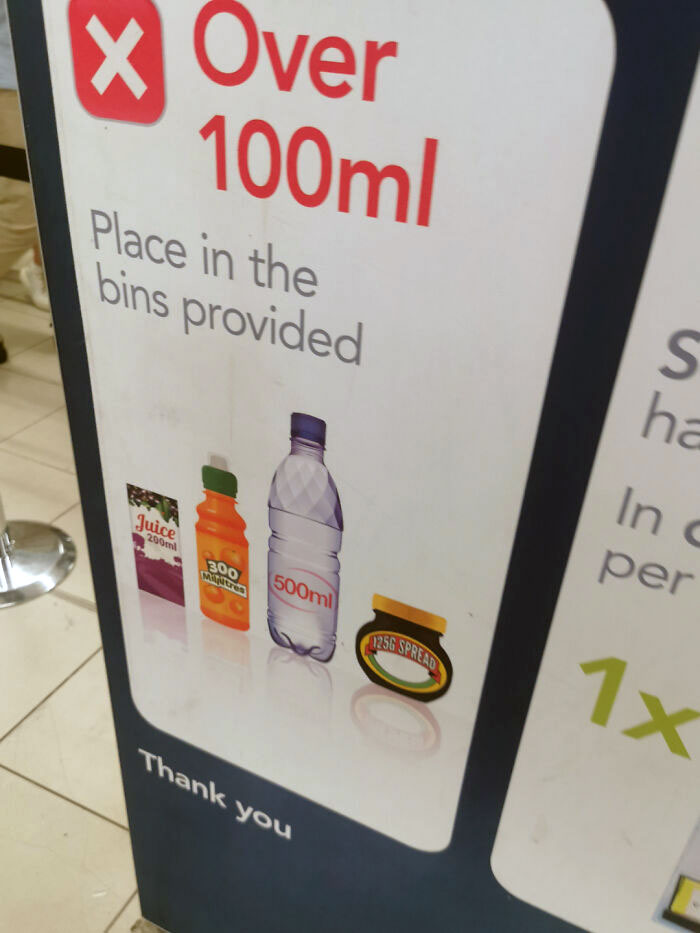 Over
100ml
Place in the
bins provided
Juice
200ml
300
Millilitres
500ml
125G SPREAD
Thank you
S
ha
In c
per
1x